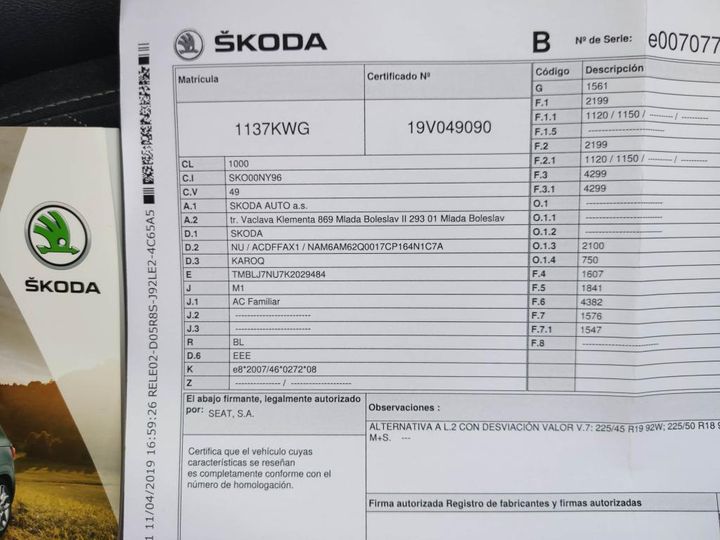 ŠKODA
B
Nº de Serie: e007077
Matrícula
Certificado Nº
1137KWG
19V049090
CL 1000
C.I SKO00NY96
C.V 49
A.1 SKODA AUTO a.s.
A.2 tr. Vaclava Klementa 869 Mlada Boleslav II 293 01 Mlada Boleslav
D.1 SKODA
D.2 NU / ACDFFAX1 / NAM6AM62Q0017CP164N1C7A
D.3 KAROQ
E TMBLJ7NU7K2029484
J M1
J.1 AC Familiar
J.2 -------------------------
J.3 -------------------------
R BL
D.6 EEE
K e8*2007/46*0272*08
Z --------------- / --------------------
Código Descripción
G 1561
F.1 2199
F.1.1 1120 / 1150 / --------- / ---------
F.1.5 -------------------------
F.2 2199
F.2.1 1120 / 1150 / --------- / ---------
F.3 4299
F.3.1 4299
O.1 -------------------------
O.1.1 -------------------------
O.1.2 -------------------------
O.1.3 2100
O.1.4 750
F.4 1607
F.5 1841
F.6 4382
F.7 1576
F.7.1 1547
F.8 -------------------------
El abajo firmante, legalmente autorizado
por: SEAT, S.A.
Certifica que el vehículo cuyas
características se reseñan
es completamente conforme con el
número de homologación.
Observaciones :
ALTERNATIVA A L.2 CON DESVIACIÓN VALOR V.7: 225/45 R19 92W; 225/50 R18 9
M+S. ---
Firma autorizada Registro de fabricantes y firmas autorizadas
1 11/04/2019 16:59:26 RELE02-D05R8S-J92LE2-4C65A5
ŠKODA